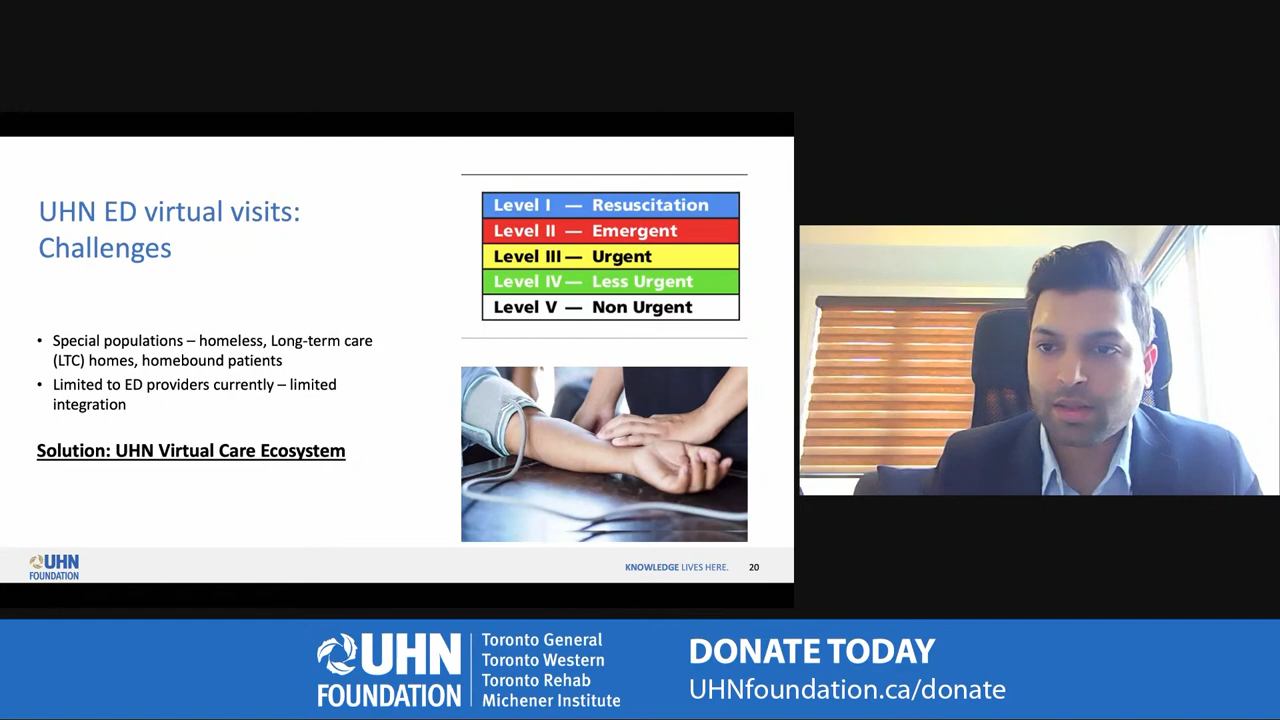 UHN ED virtual visits:
Challenges
• Special populations – homeless, Long-term care
(LTC) homes, homebound patients
• Limited to ED providers currently – limited
integration
Solution: UHN Virtual Care Ecosystem
Level I — Resuscitation
Level II — Emergent
Level III — Urgent
Level IV — Less Urgent
Level V — Non Urgent
UHN
FOUNDATION
KNOWLEDGE LIVES HERE. 20
UHN
FOUNDATION
Toronto General
Toronto Western
Toronto Rehab
Michener Institute
DONATE TODAY
UHNfoundation.ca/donate